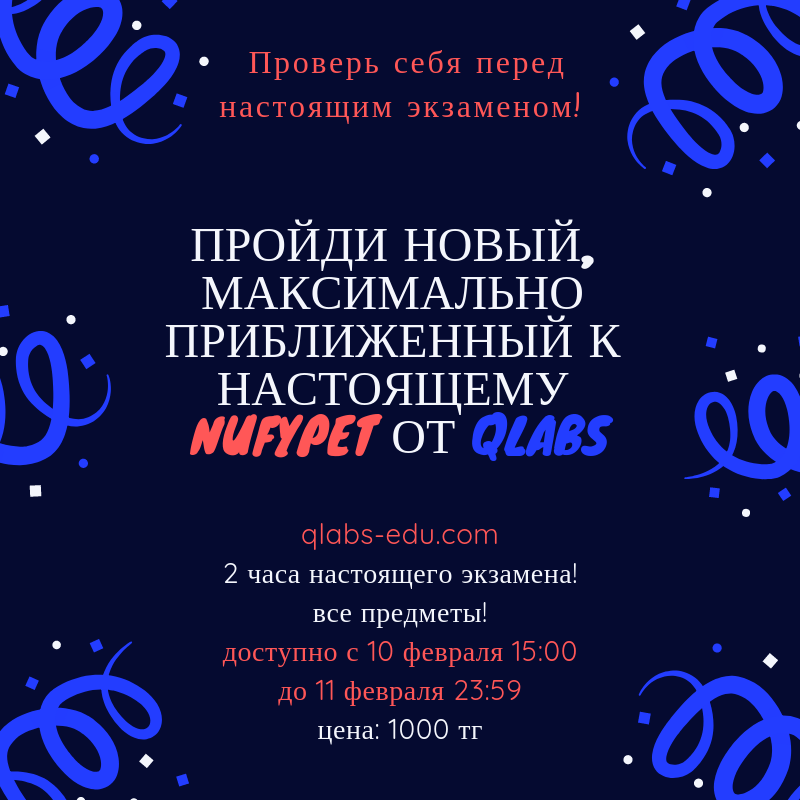 Проверь себя перед
настоящим экзаменом!
ПРОЙДИ НОВЫЙ,
МАКСИМАЛЬНО
ПРИБЛИЖЕННЫЙ К
НАСТОЯЩЕМУ
NUFYPET ОТ QLABS
qlabs-edu.com
2 часа настоящего экзамена!
все предметы!
доступно с 10 февраля 15:00
до 11 февраля 23:59
цена: 1000 тг